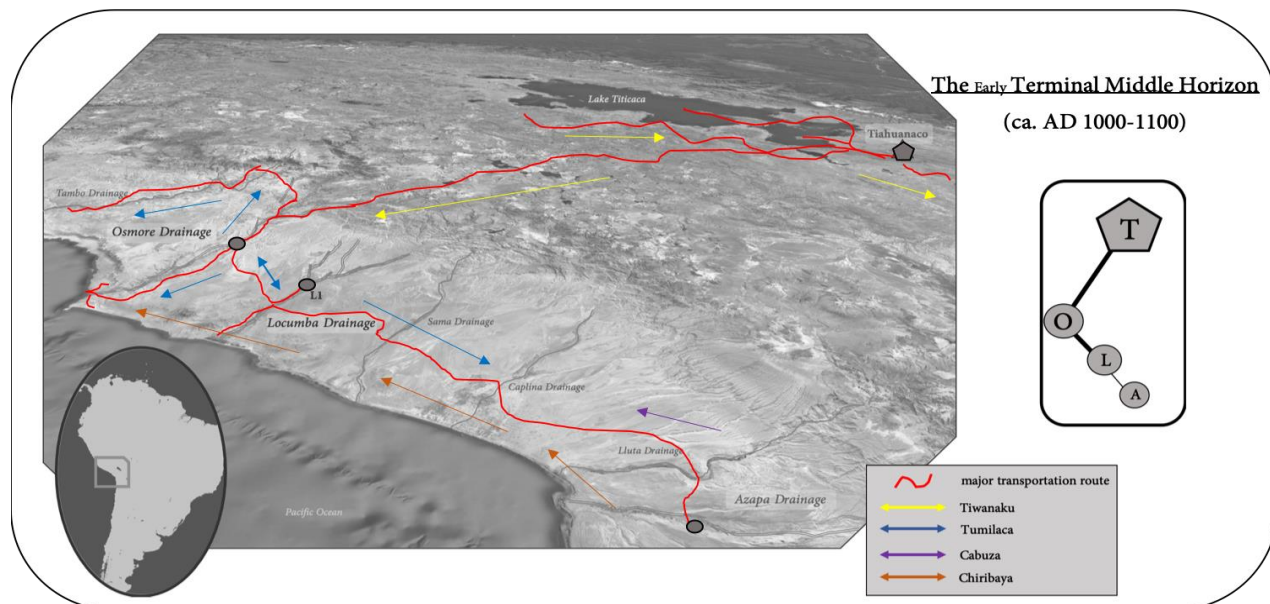 The Early Terminal Middle Horizon
(ca. AD 1000-1100)
Lake Titicaca
Tiahuanaco
Tambo Drainage
Osmore Drainage
L1
Locumba Drainage
Sama Drainage
Caplina Drainage
Lluta Drainage
Azapa Drainage
Pacific Ocean
T
O
L
A
major transportation route
Tiwanaku
Tumilaca
Cabuza
Chiribaya